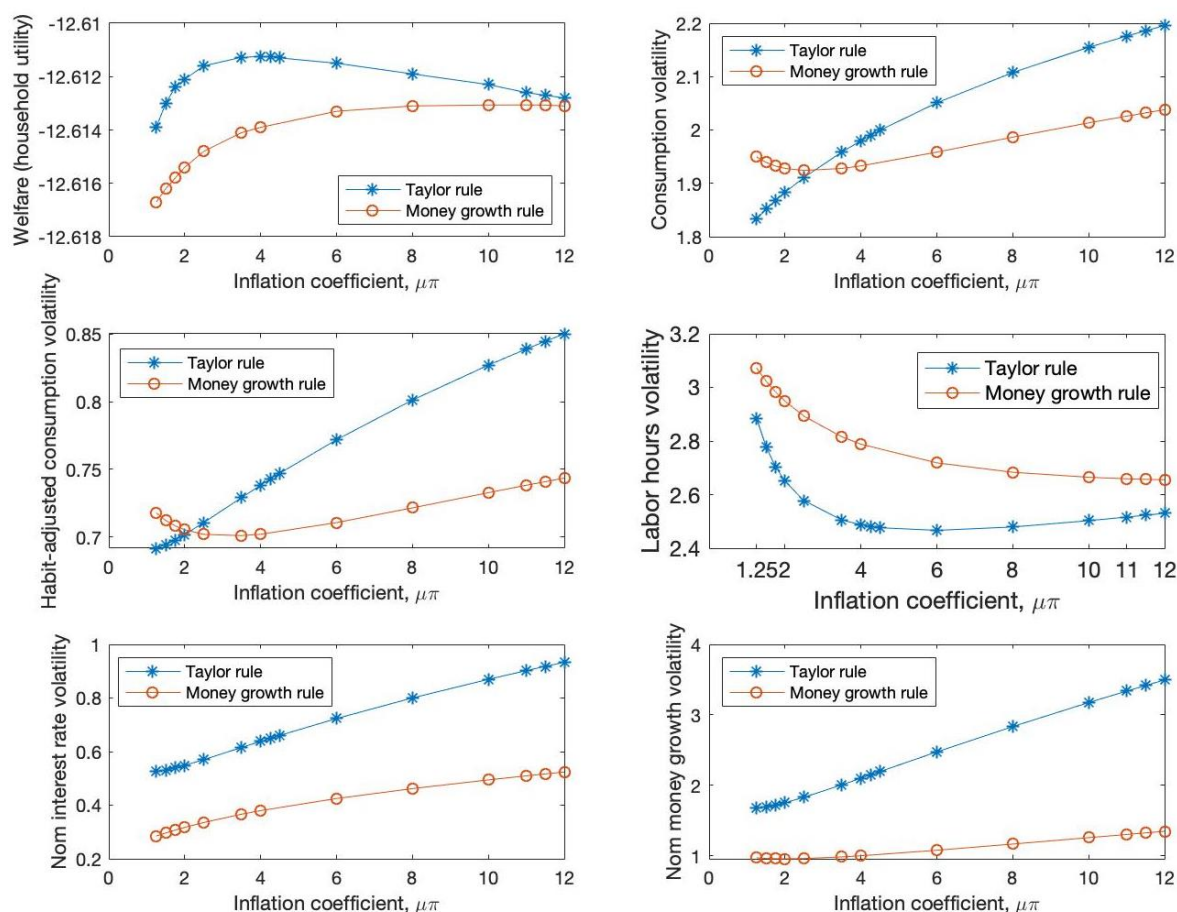 Welfare (household utility)
-12.61
-12.612
-12.614
-12.616
-12.618
Taylor rule
Money growth rule
0 2 4 6 8 10 12
Inflation coefficient, μπ
Consumption volatility
2.2
2.1
2
1.9
1.8
Taylor rule
Money growth rule
0 2 4 6 8 10 12
Inflation coefficient, μπ
Habit-adjusted consumption volatility
0.85
0.8
0.75
0.7
Taylor rule
Money growth rule
0 2 4 6 8 10 12
Inflation coefficient, μπ
Labor hours volatility
3.2
3
2.8
2.6
2.4
Taylor rule
Money growth rule
1.252 4 6 8 10 11 12
Inflation coefficient, μπ
Nom interest rate volatility
1
0.8
0.6
0.4
0.2
Taylor rule
Money growth rule
0 2 4 6 8 10 12
Inflation coefficient, μπ
Nom money growth volatility
4
3
2
1
Taylor rule
Money growth rule
0 2 4 6 8 10 12
Inflation coefficient, μπ